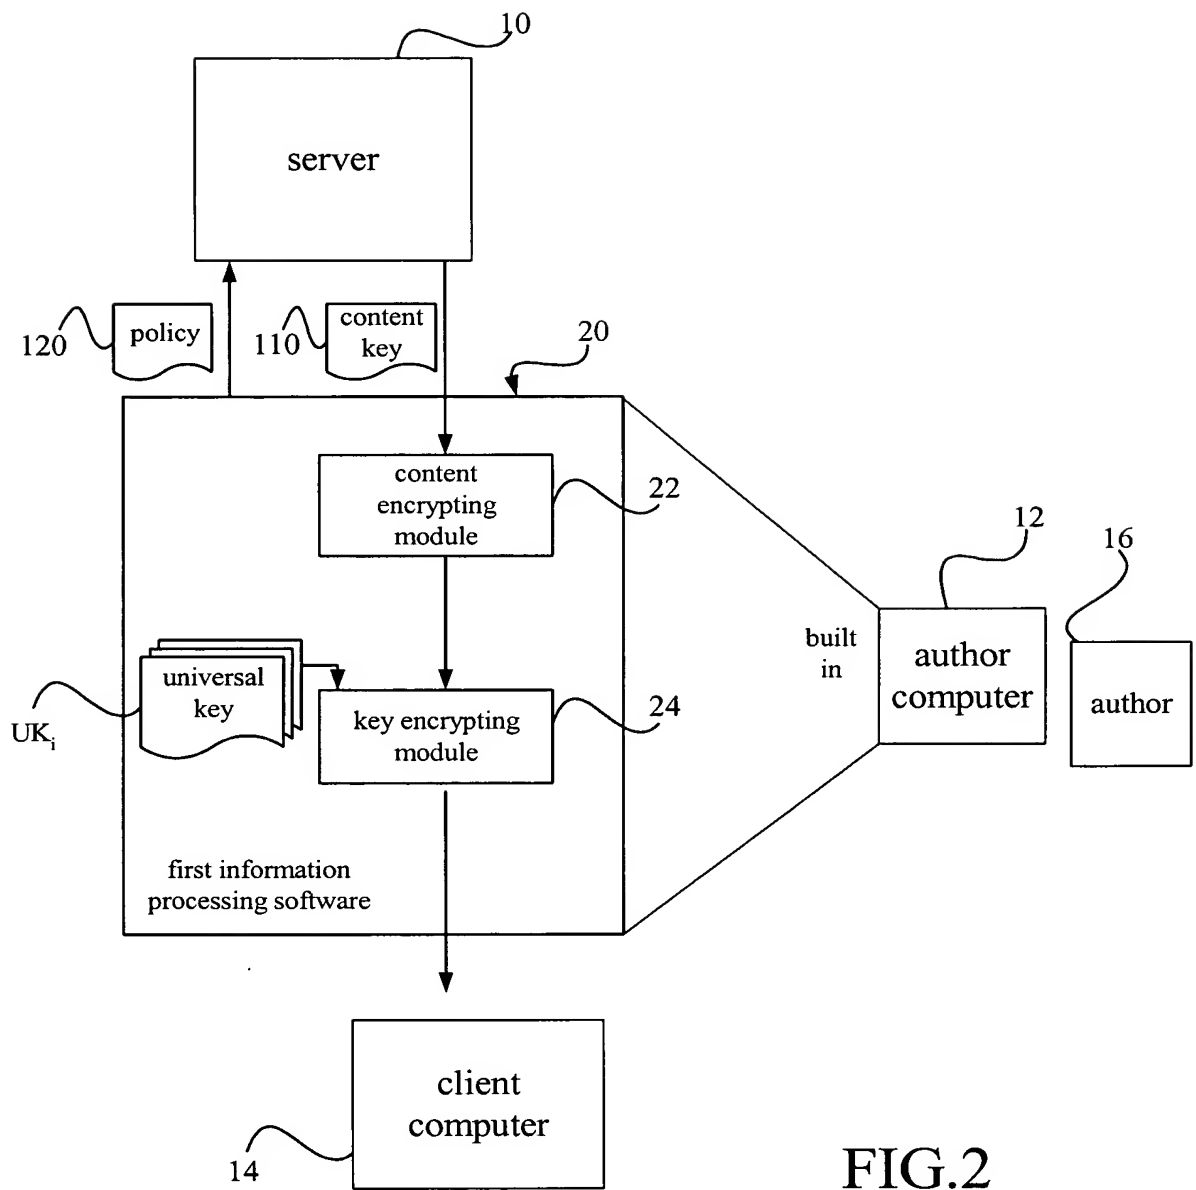 10
server
120
policy
110
content
key
20
content
encrypting
module
22
12
16
built
in
author
computer
author
universal
key
UKi
key encrypting
module
24
first information
processing software
client
computer
14
FIG.2